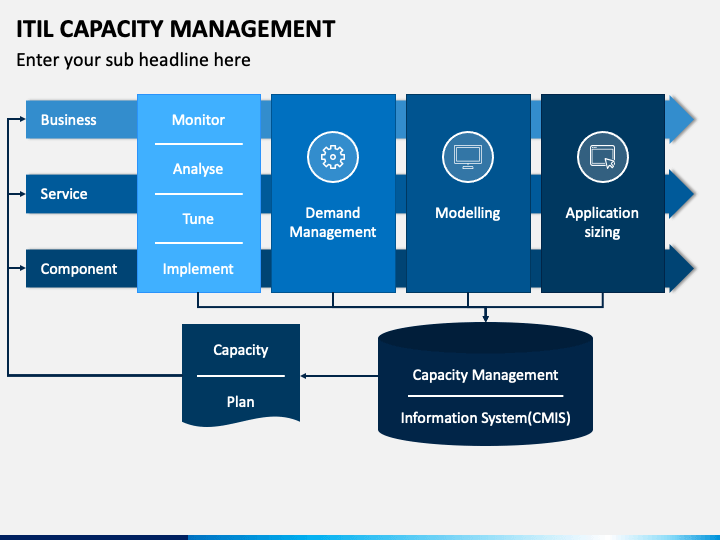 ITIL CAPACITY MANAGEMENT
Enter your sub headline here
Business
Service
Component
Monitor
Analyse
Tune
Implement
Demand
Management
Modelling
Application
sizing
Capacity
Plan
Capacity Management
Information System(CMIS)